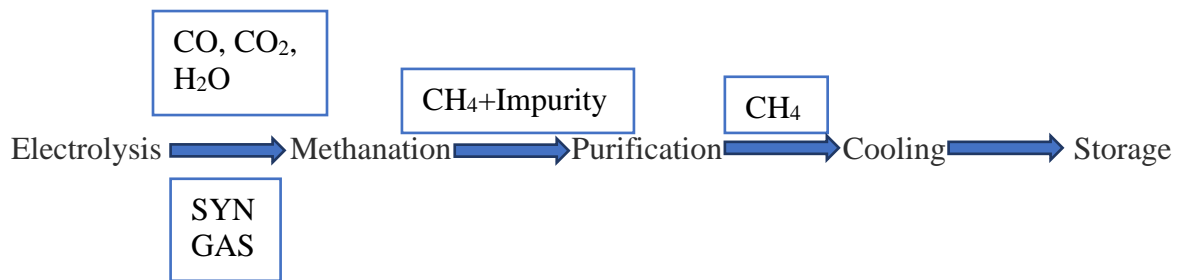 CO, CO₂,
H₂O
CH₄+Impurity
CH₄
Electrolysis Methanation Purification Cooling Storage
SYN
GAS